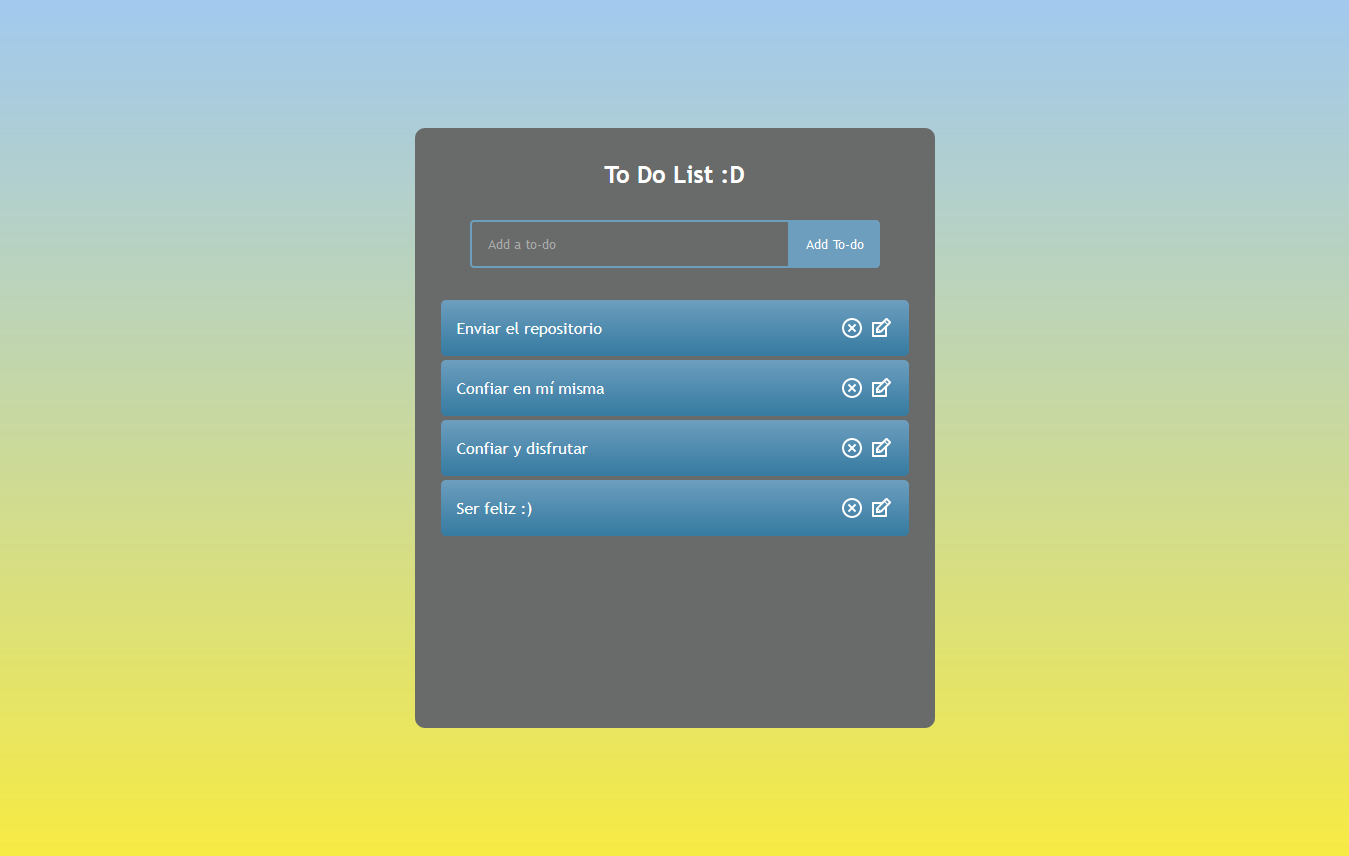 To Do List :D
Add a to-do
Add To-do
Enviar el repositorio
Confiar en mí misma
Confiar y disfrutar
Ser feliz :)